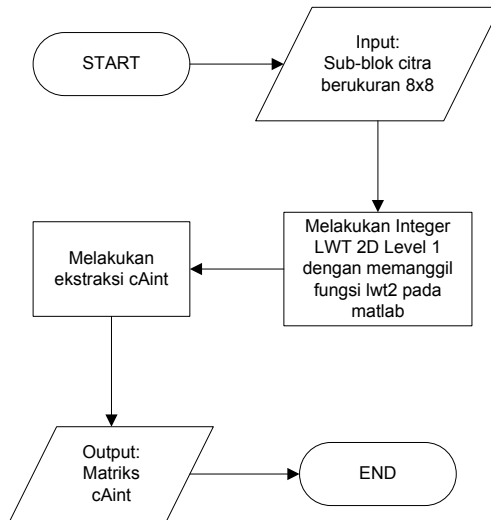 START
Input:
Sub-blok citra
berukuran 8x8
Melakukan Integer
LWT 2D Level 1
dengan memanggil
fungsi lwt2 pada
matlab
Melakukan
ekstraksi cAint
Output:
Matriks
cAint
END